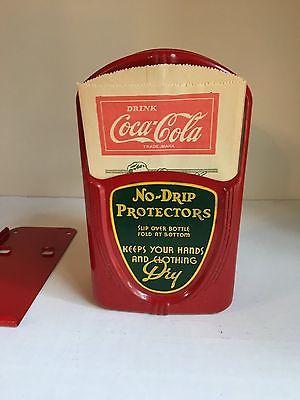 DRINK
Coca-Cola
TRADE-MARK
NO-DRIP
PROTECTORS
SLIP OVER BOTTLE
FOLD AT BOTTOM
KEEPS YOUR HANDS
AND CLOTHING
Dry